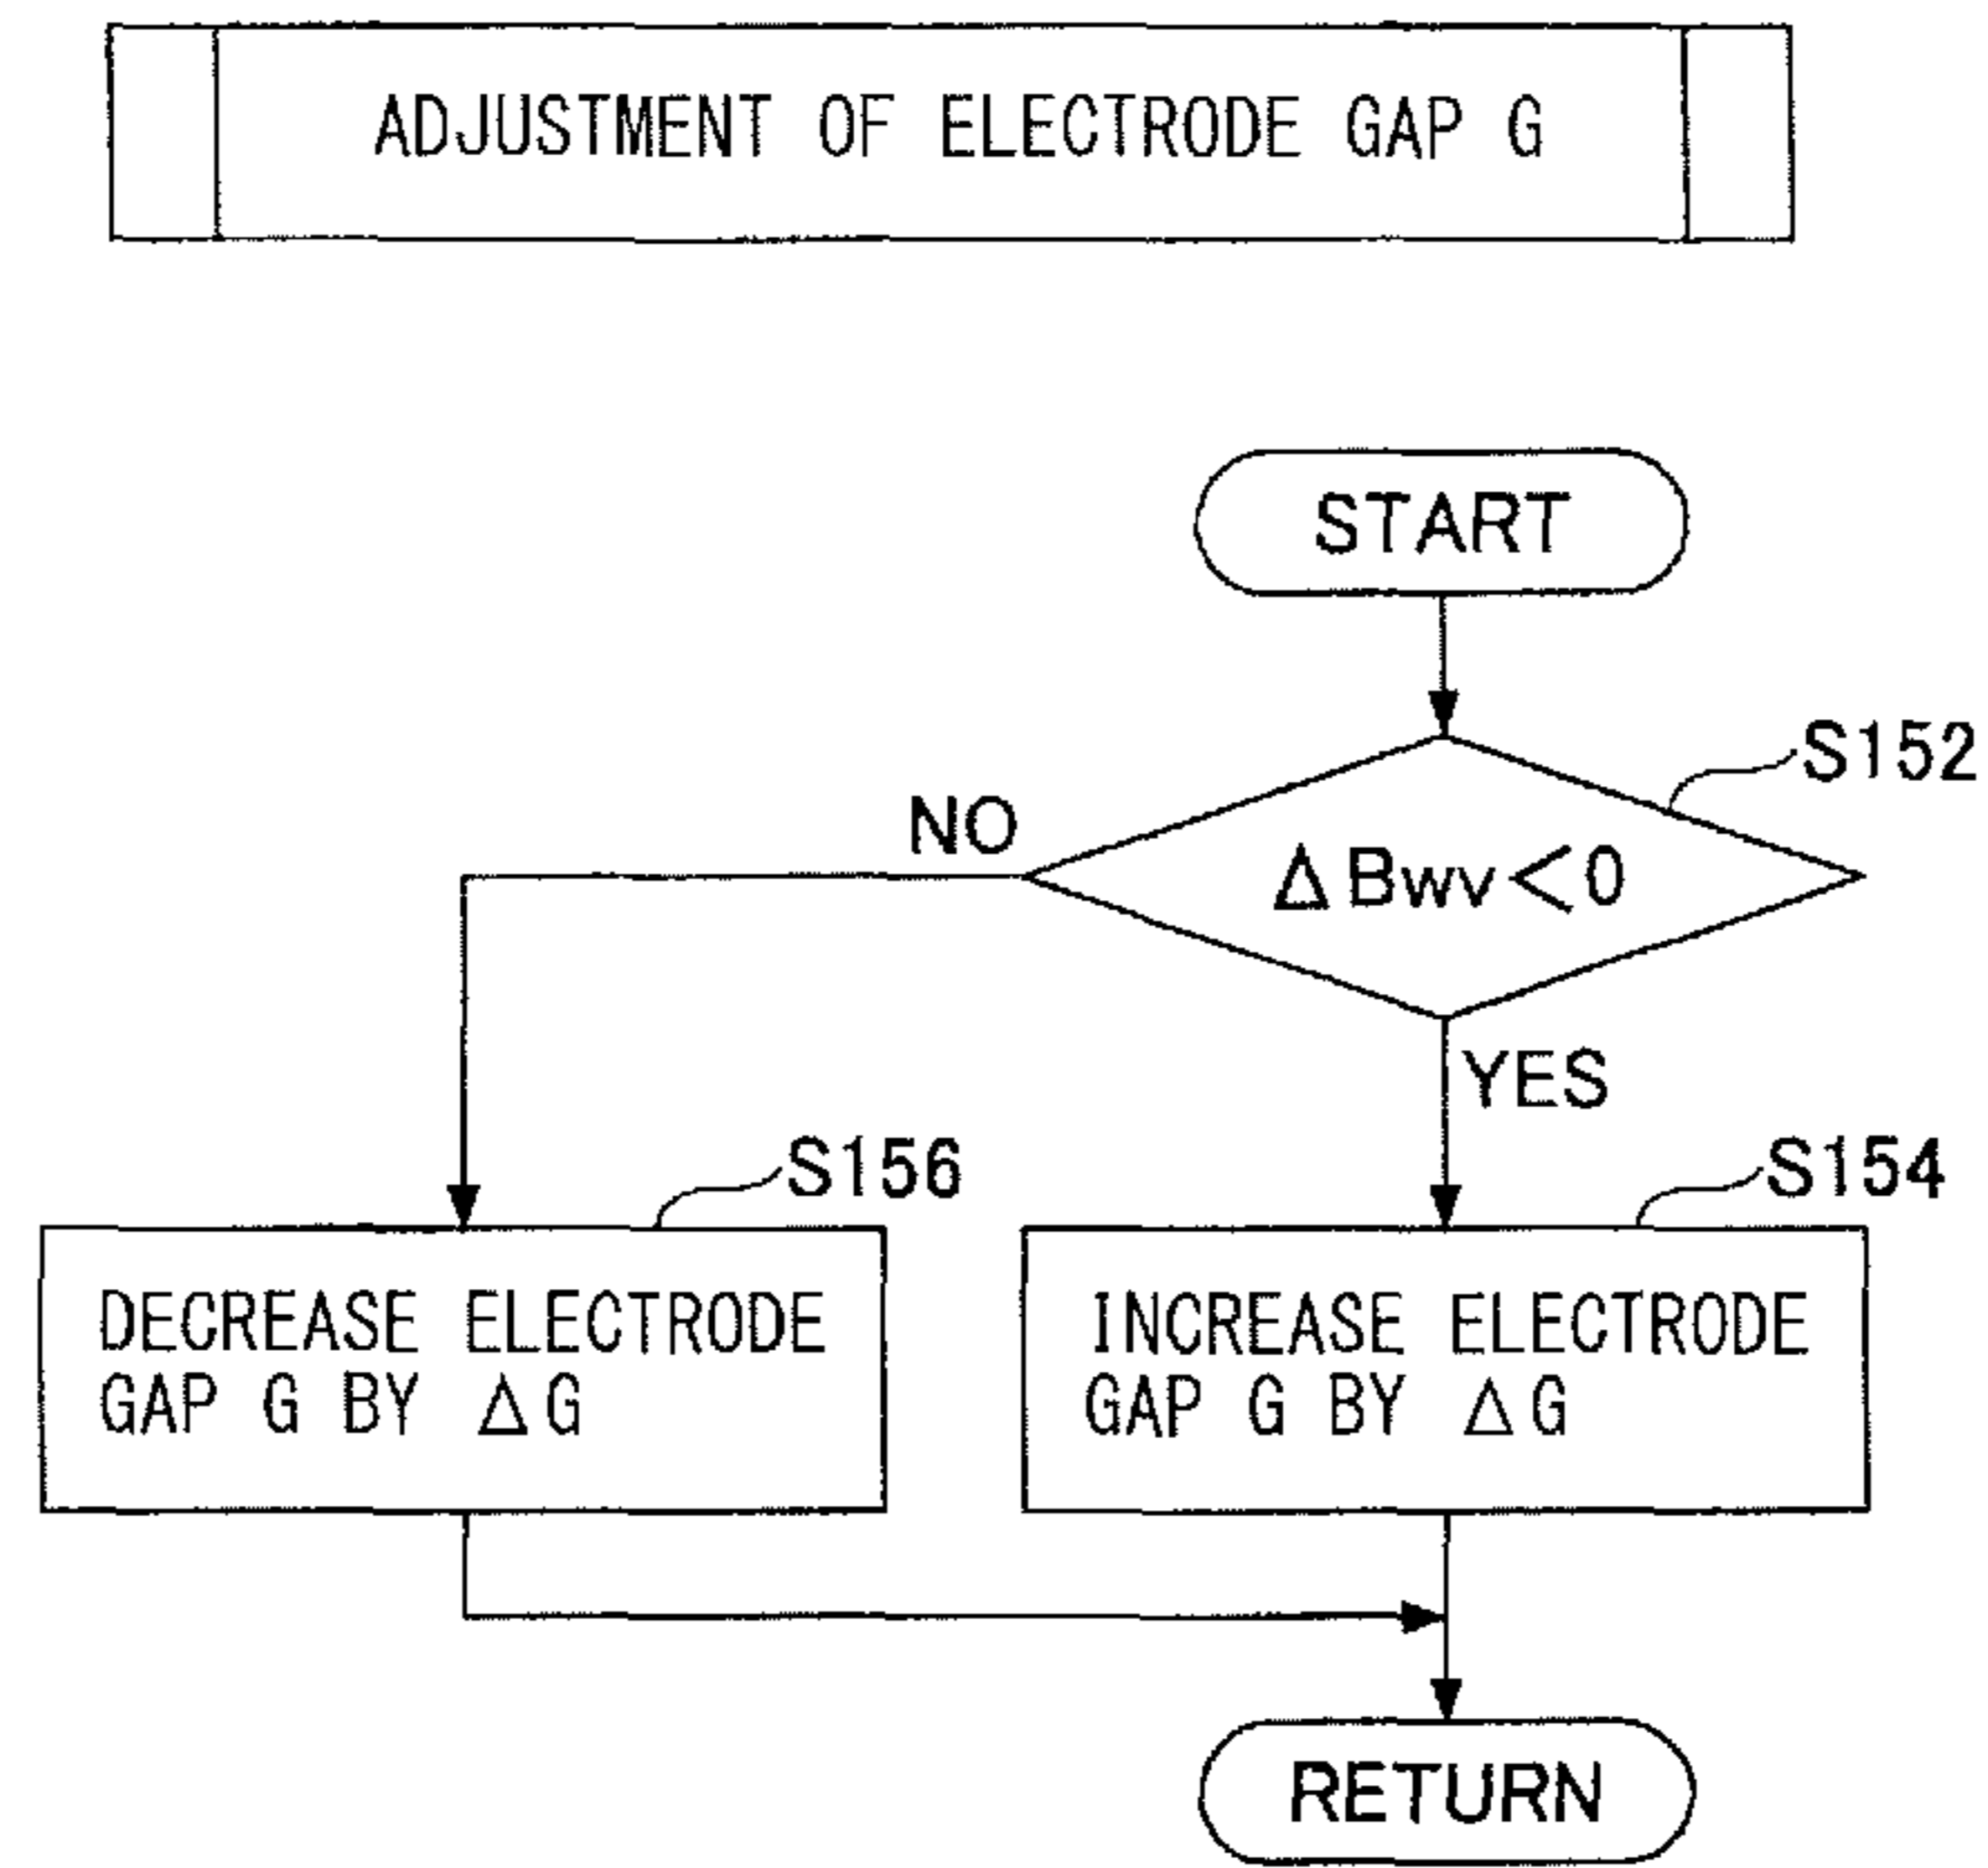 ADJUSTMENT OF ELECTRODE GAP G
START
S152
NO
ΔBwv<0
YES
S156
S154
DECREASE ELECTRODE
GAP G BY ΔG
INCREASE ELECTRODE
GAP G BY ΔG
RETURN